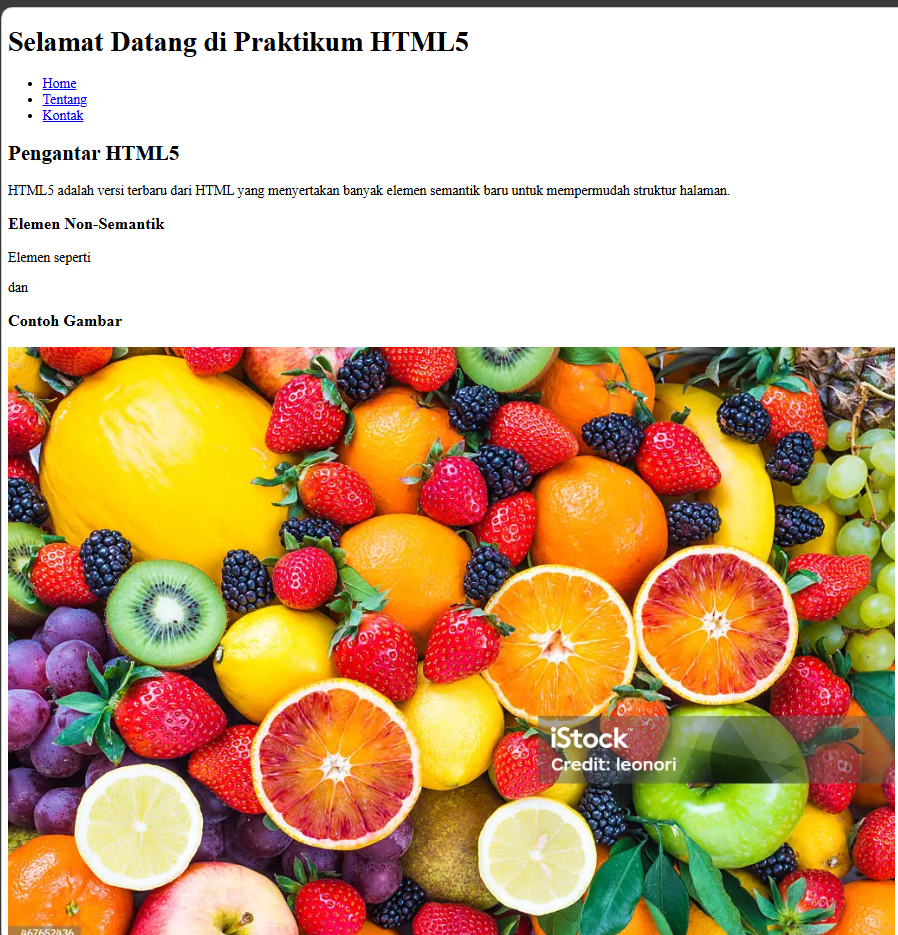 Selamat Datang di Praktikum HTML5
Home
Tentang
Kontak
Pengantar HTML5
HTML5 adalah versi terbaru dari HTML yang menyertakan banyak elemen semantik baru untuk mempermudah struktur halaman.
Elemen Non-Semantik
Elemen seperti
dan
Contoh Gambar
iStock
Credit: leonori
467652436